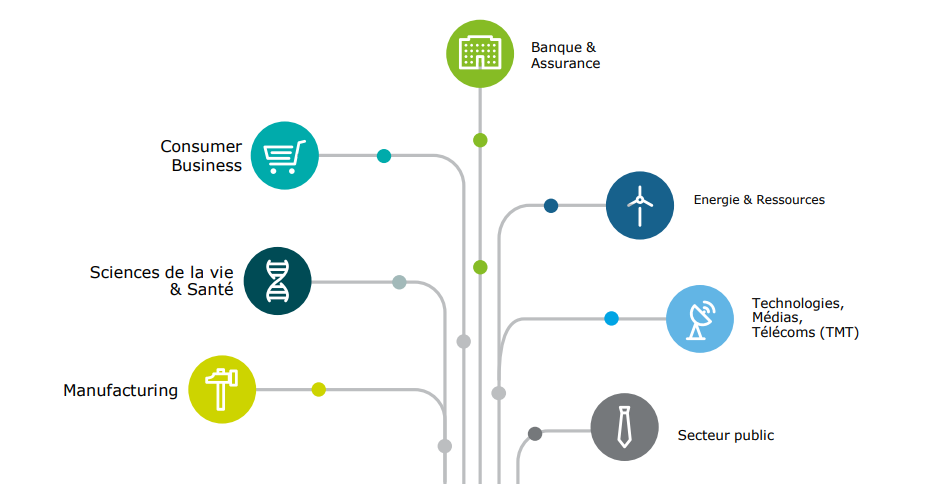 Banque &
Assurance
Consumer
Business
Energie & Ressources
Sciences de la vie
& Santé
Technologies,
Médias,
Télécoms (TMT)
Manufacturing
Secteur public